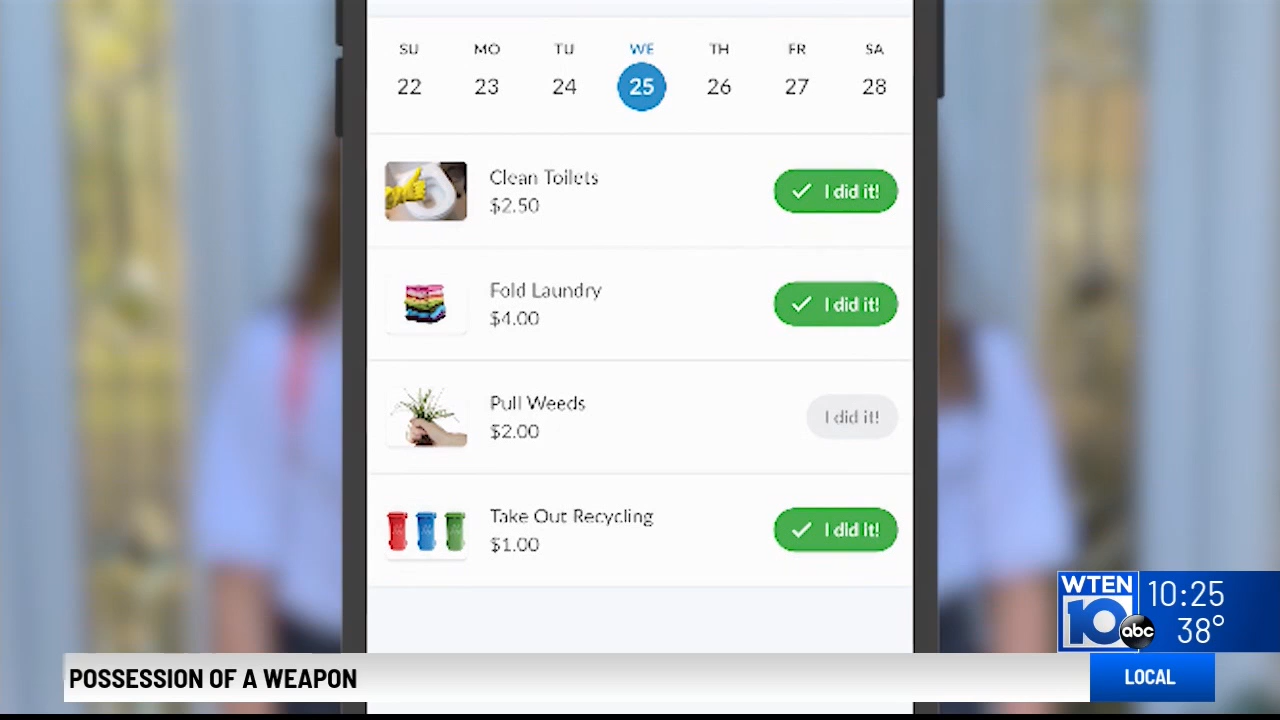 SU MO TU WE TH FR SA
22 23 24 25 26 27 28
Clean Toilets
$2.50
I did it!
Fold Laundry
$4.00
I did it!
Pull Weeds
$2.00
I did it!
Take Out Recycling
$1.00
I did it!
WTEN
10
abc
10:25
38°
POSSESSION OF A WEAPON
LOCAL